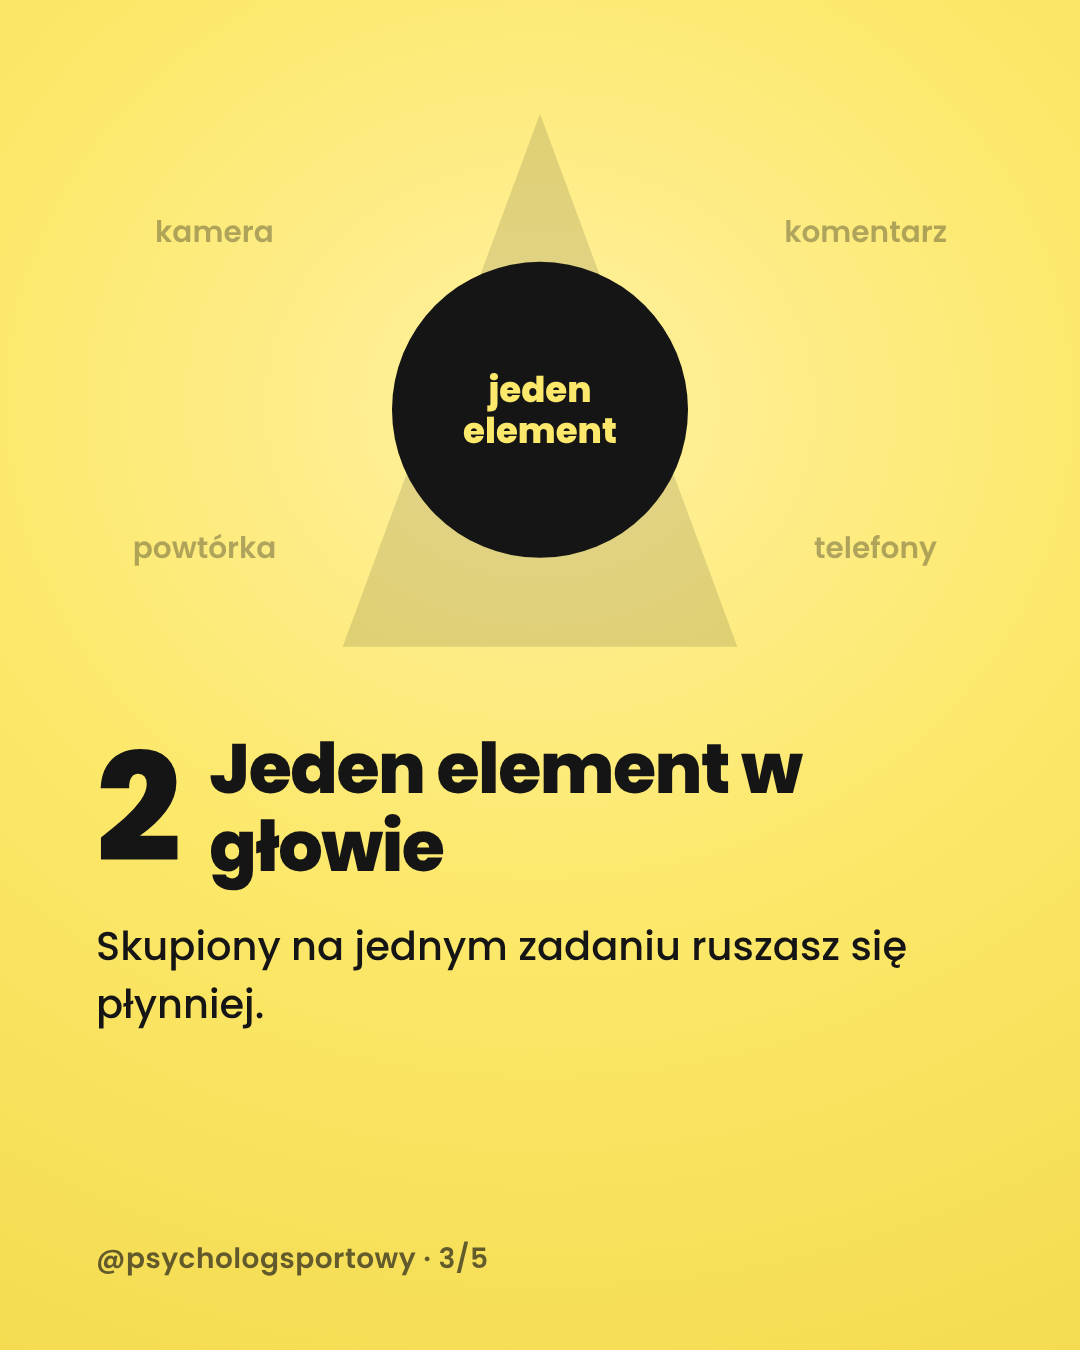 kamera
komentarz
jeden
element
powtórka
telefony
2
Jeden element w
głowie
Skupiony na jednym zadaniu ruszasz się
płynniej.
@psychologsportowy · 3/5